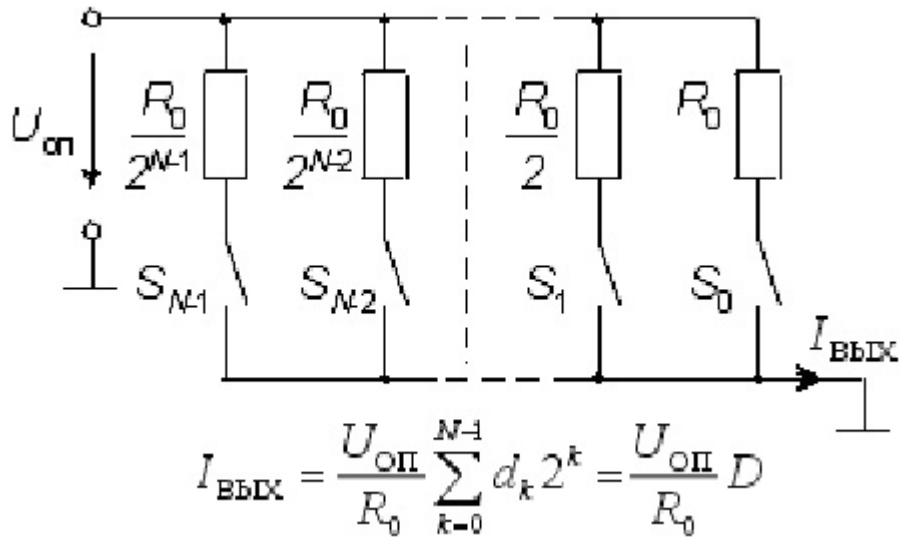 U_оп
R_0/2^{N-1} R_0/2^{N-2} R_0/2 R_0
S_{N-1} S_{N-2} S_1 S_0
I_вых
I_вых = U_оп/R_0 \sum_{k=0}^{N-1} d_k 2^k = U_оп/R_0 D